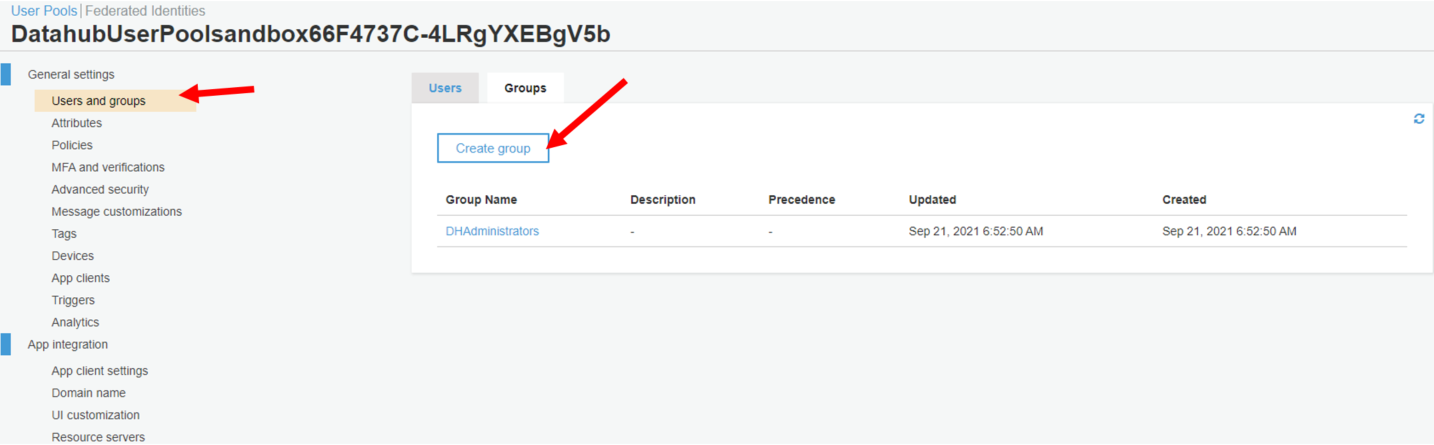 User Pools | Federated Identities
DatahubUserPoolsandbox66F4737C-4LRgYXEBgV5b
General settings
Users and groups
Attributes
Policies
MFA and verifications
Advanced security
Message customizations
Tags
Devices
App clients
Triggers
Analytics
App integration
App client settings
Domain name
UI customization
Resource servers
Users Groups
Create group
Group Name Description Precedence Updated Created
DHAdministrators - - Sep 21, 2021 6:52:50 AM Sep 21, 2021 6:52:50 AM